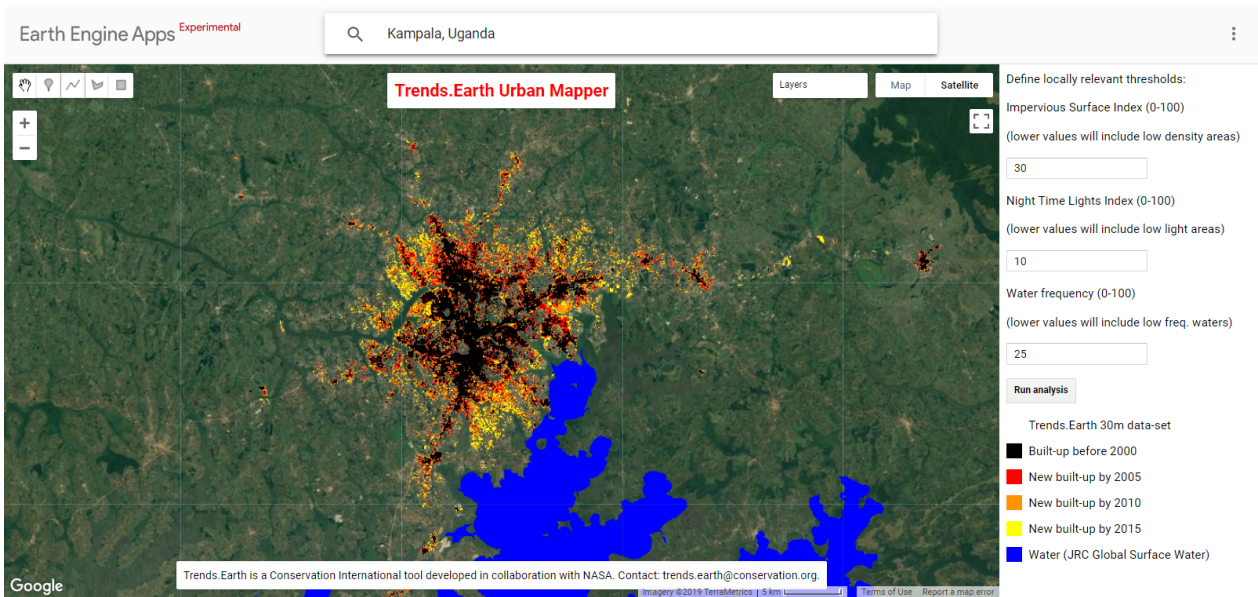 Earth Engine Apps Experimental
Kampala, Uganda
Trends.Earth Urban Mapper
Layers
Map
Satellite
+
−
Define locally relevant thresholds:
Impervious Surface Index (0-100)
(lower values will include low density areas)
30
Night Time Lights Index (0-100)
(lower values will include low light areas)
10
Water frequency (0-100)
(lower values will include low freq. waters)
25
Run analysis
Trends.Earth 30m data-set
Built-up before 2000
New built-up by 2005
New built-up by 2010
New built-up by 2015
Water (JRC Global Surface Water)
Trends.Earth is a Conservation International tool developed in collaboration with NASA. Contact: trends.earth@conservation.org.
Google
Imagery ©2019 TerraMetrics
5 km
Terms of Use
Report a map error